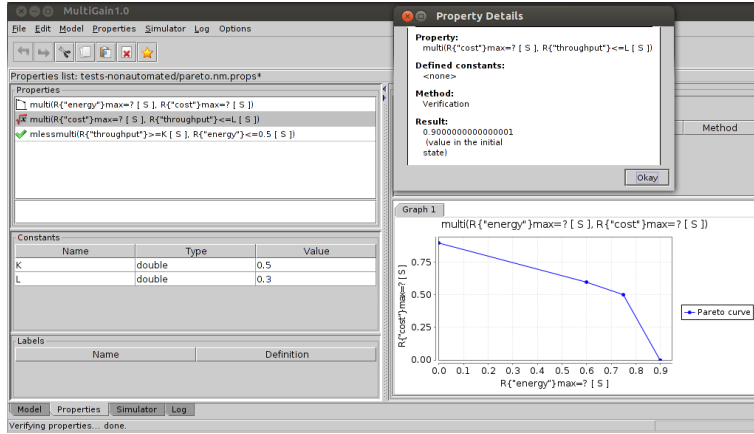 MultiGain1.0
File Edit Model Properties Simulator Log Options
Properties list: tests-nonautomated/pareto.nm.props*
Properties
multi(R{"energy"}max=? [ S ], R{"cost"}max=? [ S ])
multi(R{"cost"}max=? [ S ], R{"throughput"}<=L [ S ])
mlessmulti(R{"throughput"}>=K [ S ], R{"energy"}<=0.5 [ S ])
Constants
Name Type Value
K double 0.5
L double 0.3
Labels
Name Definition
Property Details
Property:
multi(R{"cost"}max=? [ S ], R{"throughput"}<=L [ S ])
Defined constants:
<none>
Method:
Verification
Result:
0.9000000000000001
(value in the initial
state)
Okay
Method
Graph 1
multi(R{"energy"}max=? [ S ], R{"cost"}max=? [ S ])
R{"cost"}max=? [ S ]
0.75
0.50
0.25
0.00
0.0 0.1 0.2 0.3 0.4 0.5 0.6 0.7 0.8 0.9
R{"energy"}max=? [ S ]
Pareto curve
Model Properties Simulator Log
Verifying properties... done.